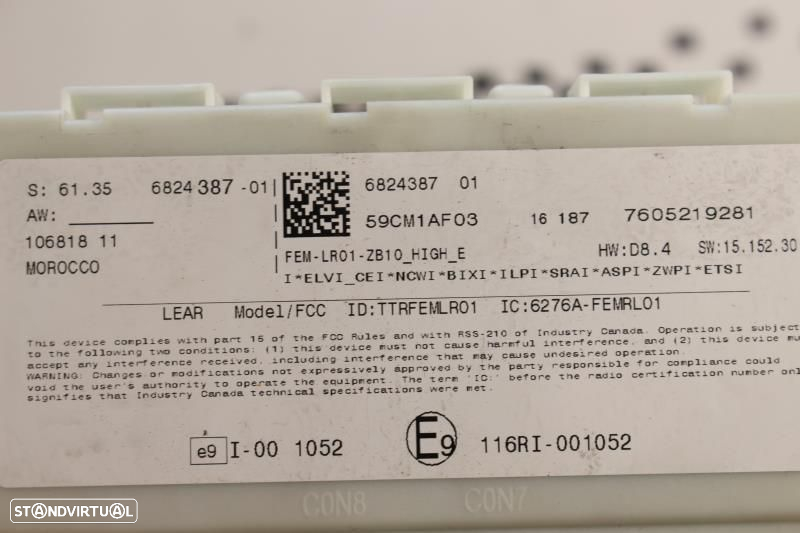 S: 61.35 6824387-01
AW:
106818 11
MOROCCO
6824387 01
59CM1AF03 16 187 7605219281
FEM-LR01-ZB10_HIGH_E HW:D8.4 SW:15.152.30
I*ELVI_CEI*NCWI*BIXI*ILPI*SRAI*ASPI*ZWPI*ETSI
LEAR Model/FCC ID:TTRFEMLR01 IC:6276A-FEMRLO1
This device complies with part 15 of the FCC Rules and with RSS-210 of Industry Canada. Operation is subject
to the following two conditions: (1) this device must not cause harmful interference, and (2) this device mu
accept any interference received, including interference that may cause undesired operation.
WARNING: Changes or modifications not expressively approved by the party responsible for compliance could
void the user's authority to operate the equipment. The term 'IC:' before the radio certification number onl
signifies that Industry Canada technical specifications were met.
e9 I-00 1052
E9 116RI-001052
CON8 CON7
STANDVIRTUAL